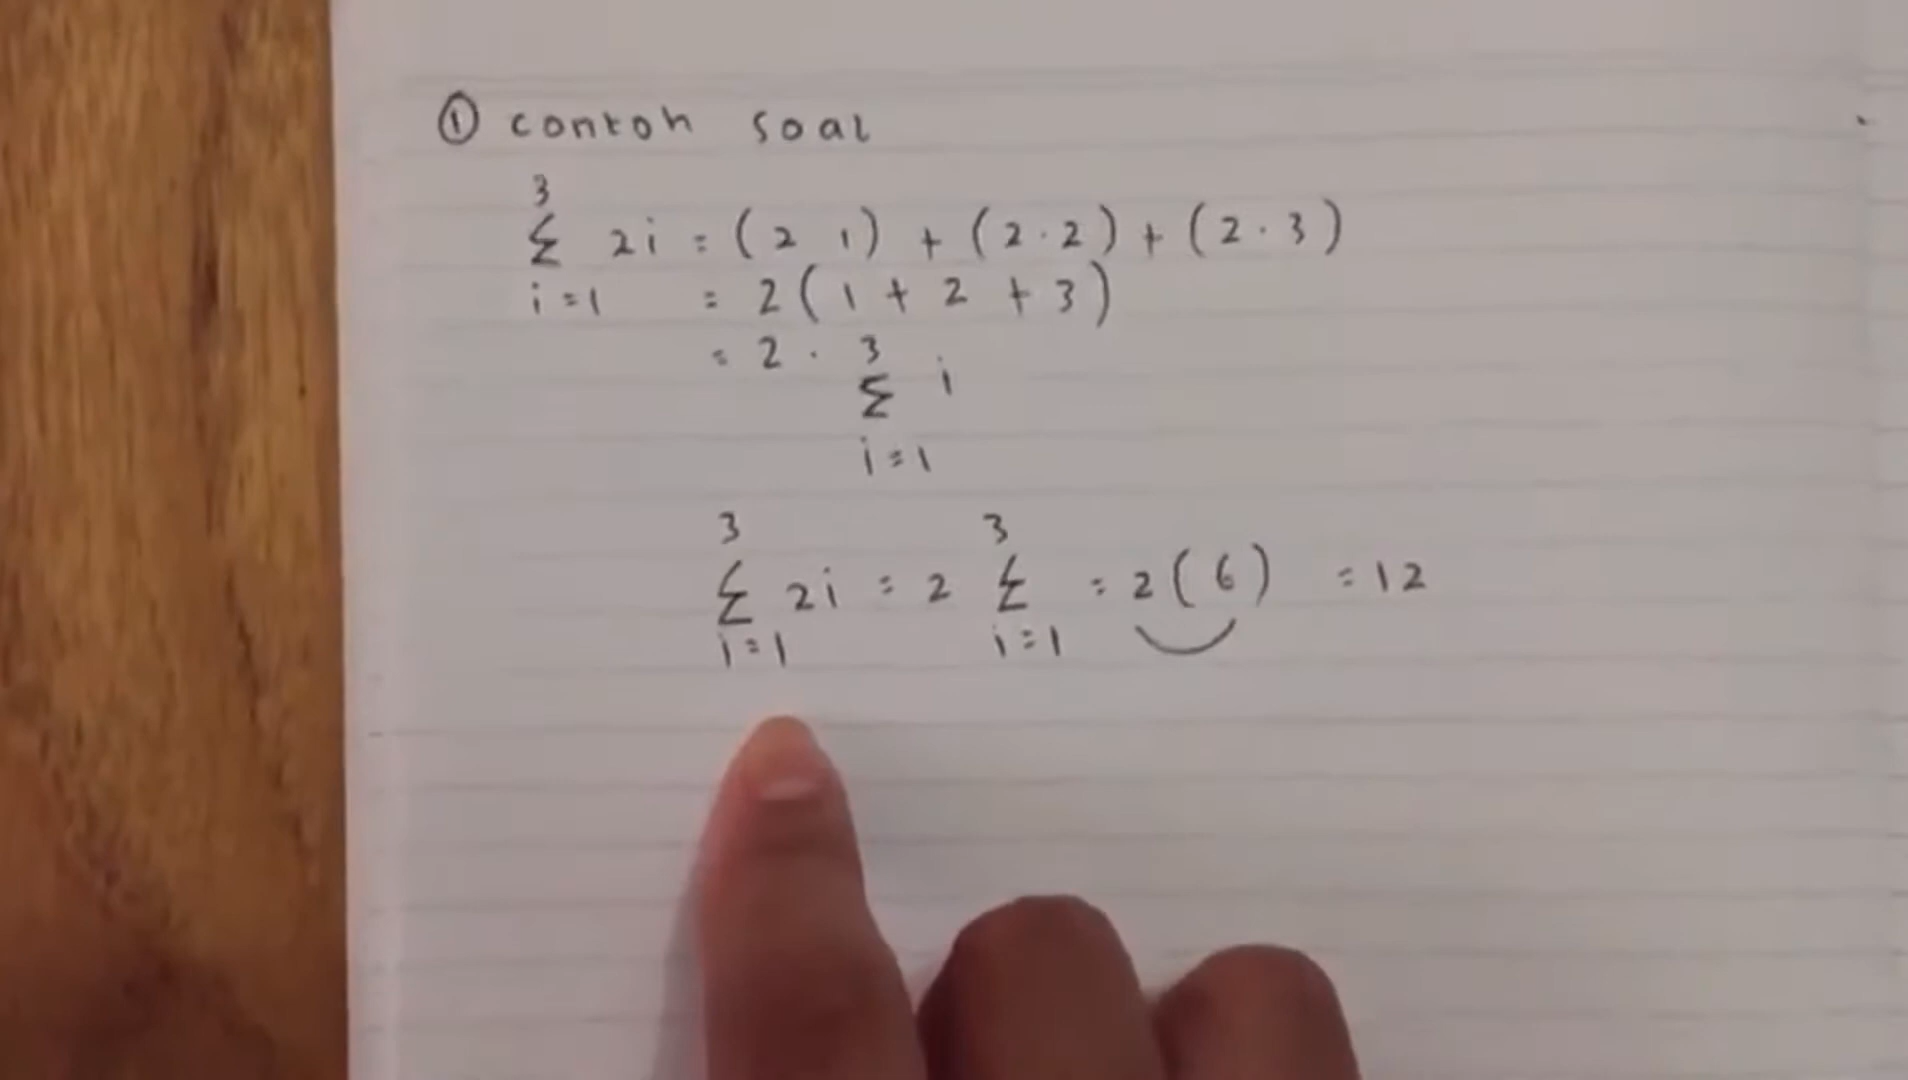 ① contoh soal
3
Σ 2i = (2 1) + (2·2) + (2·3)
i=1 = 2(1 + 2 + 3)
= 2 · 3
Σ i
i=1
3 3
Σ 2i = 2 Σ = 2(6) = 12
i=1 i=1